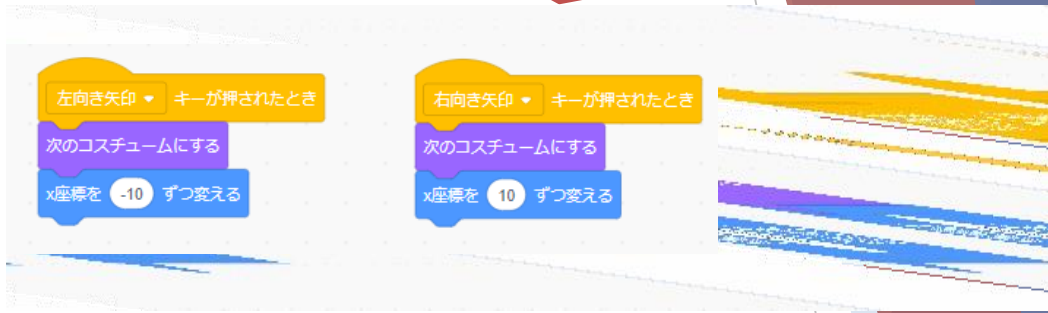 左向き矢印 キーが押されたとき
次のコスチュームにする
x座標を -10 ずつ変える
右向き矢印 キーが押されたとき
次のコスチュームにする
x座標を 10 ずつ変える